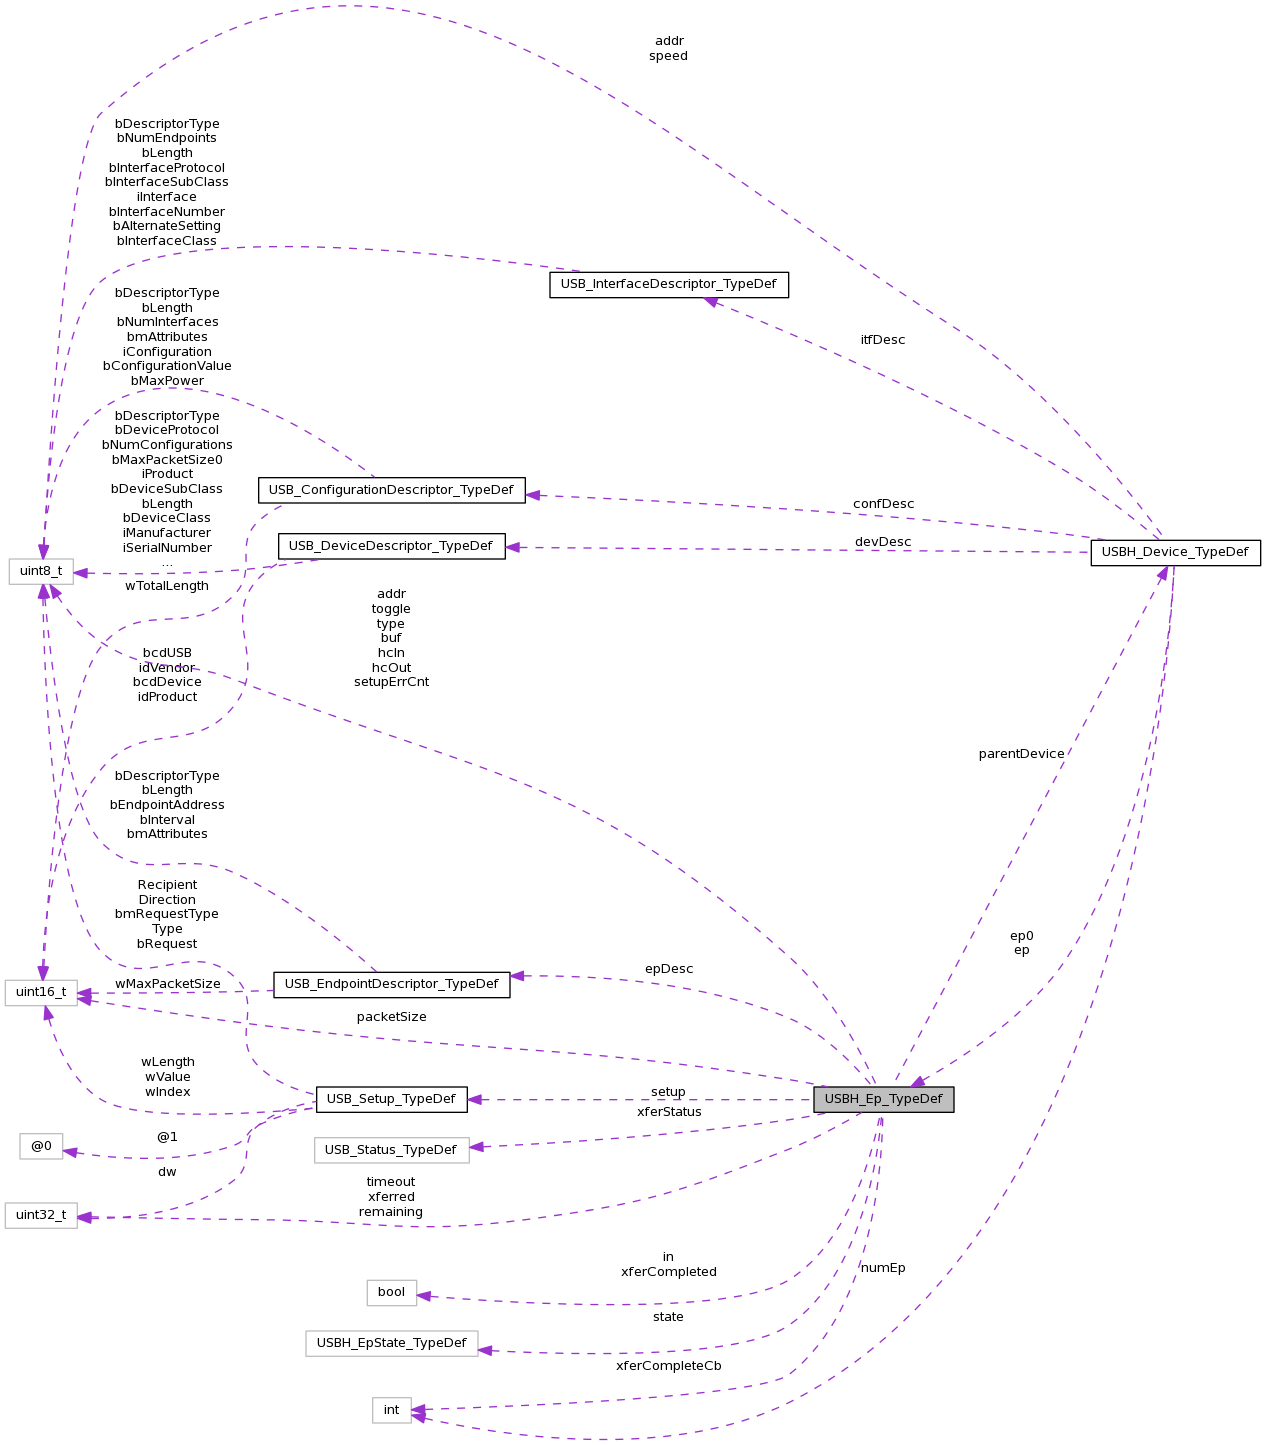 addr
speed
bDescriptorType
bNumEndpoints
bLength
bInterfaceProtocol
bInterfaceSubClass
iInterface
bInterfaceNumber
bAlternateSetting
bInterfaceClass
USB_InterfaceDescriptor_TypeDef
itfDesc
bDescriptorType
bLength
bNumInterfaces
bmAttributes
iConfiguration
bConfigurationValue
bMaxPower
bDescriptorType
bDeviceProtocol
bNumConfigurations
bMaxPacketSize0
iProduct
bDeviceSubClass
bLength
bDeviceClass
iManufacturer
iSerialNumber
...
USB_ConfigurationDescriptor_TypeDef
confDesc
USB_DeviceDescriptor_TypeDef
devDesc
USBH_Device_TypeDef
uint8_t
wTotalLength
addr
toggle
type
buf
hcIn
hcOut
setupErrCnt
bcdUSB
idVendor
bcdDevice
idProduct
parentDevice
bDescriptorType
bLength
bEndpointAddress
bInterval
bmAttributes
Recipient
Direction
bmRequestType
Type
bRequest
ep0
ep
uint16_t
wMaxPacketSize
USB_EndpointDescriptor_TypeDef
epDesc
packetSize
wLength
wValue
wIndex
USB_Setup_TypeDef
setup
USBH_Ep_TypeDef
xferStatus
@0
@1
USB_Status_TypeDef
dw
uint32_t
timeout
xferred
remaining
in
xferCompleted
numEp
bool
state
USBH_EpState_TypeDef
xferCompleteCb
int